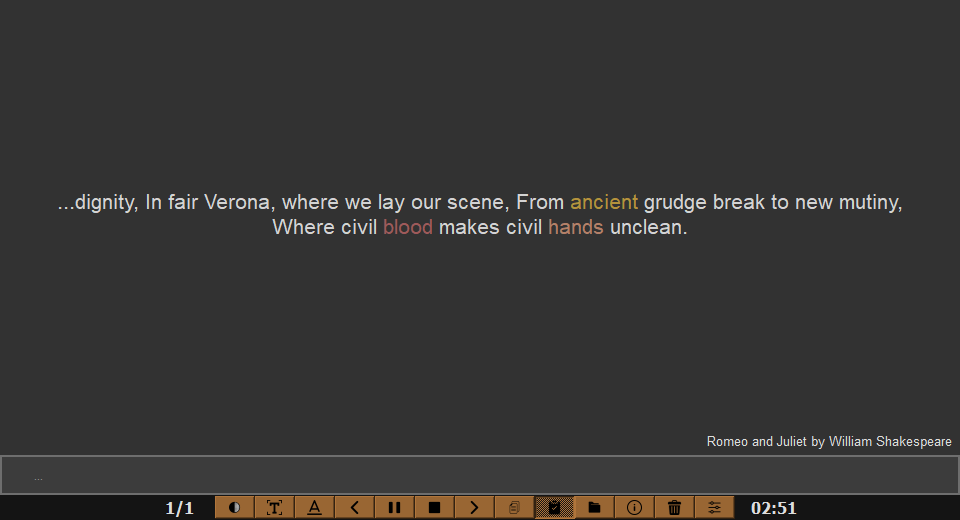 ...dignity, In fair Verona, where we lay our scene, From ancient grudge break to new mutiny,
Where civil blood makes civil hands unclean.
Romeo and Juliet by William Shakespeare
...
1/1 02:51